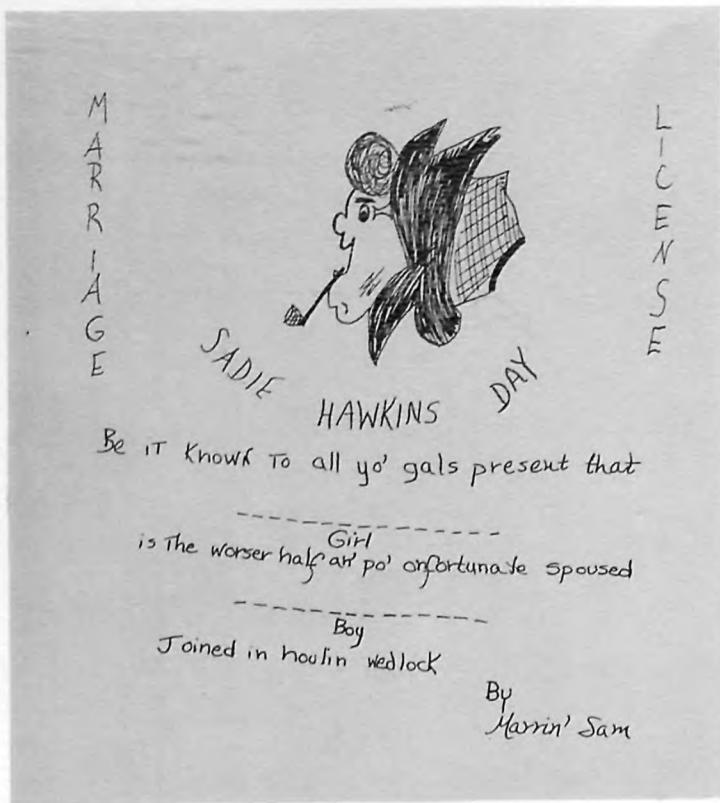 MARRIAGE
LICENSE
SADIE HAWKINS DAY
Be iT Known To all yo' gals present that
Girl
is The worser half an' po' onfortunate spoused
Boy
Joined in houlin wedlock
By
Marrin' Sam